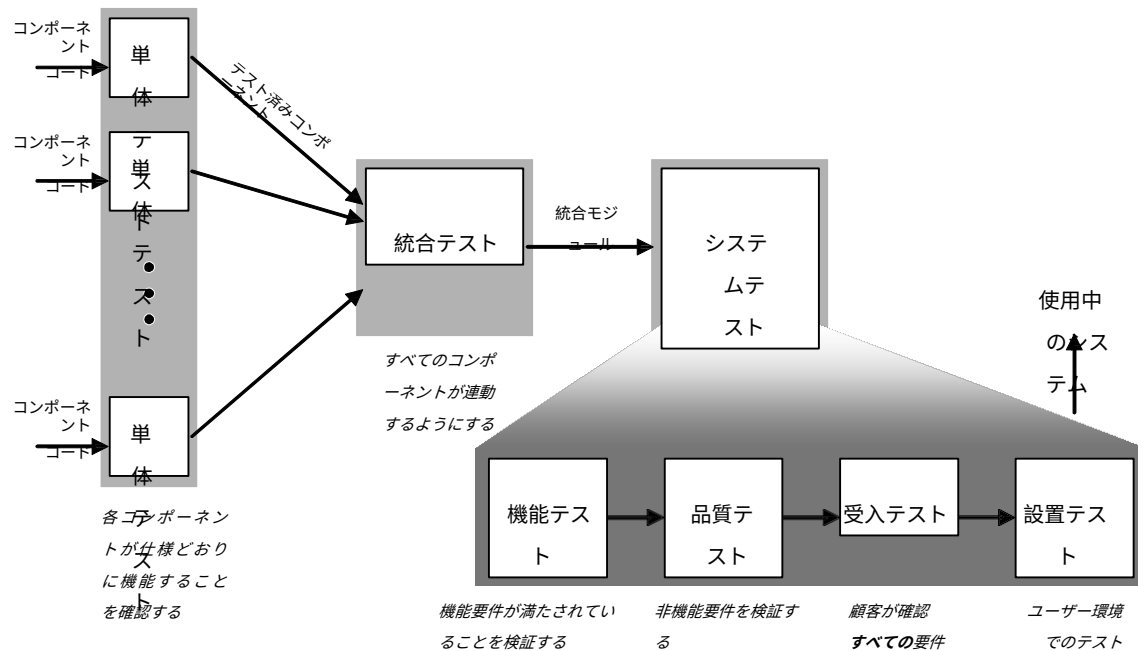 コンポーネ
ント
コード
単
体
テ
ス
ト
テスト済みコンポ
ーネント
コンポーネ
ント
コード
単
体
テ
ス
ト
統合テスト
統合モジ
ュール
システ
ムテ
スト
使用中
のシス
テム
すべてのコンポ
ーネントが連動
するようにする
コンポーネ
ント
コード
単
体
テ
ス
ト
各コンポーネン
トが仕様どおり
に機能すること
を確認する
機能テス
ト
品質テ
スト
受入テスト
設置テス
ト
機能要件が満たされてい
ることを検証する
非機能要件を検証す
る
顧客が確認
すべての要件
ユーザー環境
でのテスト